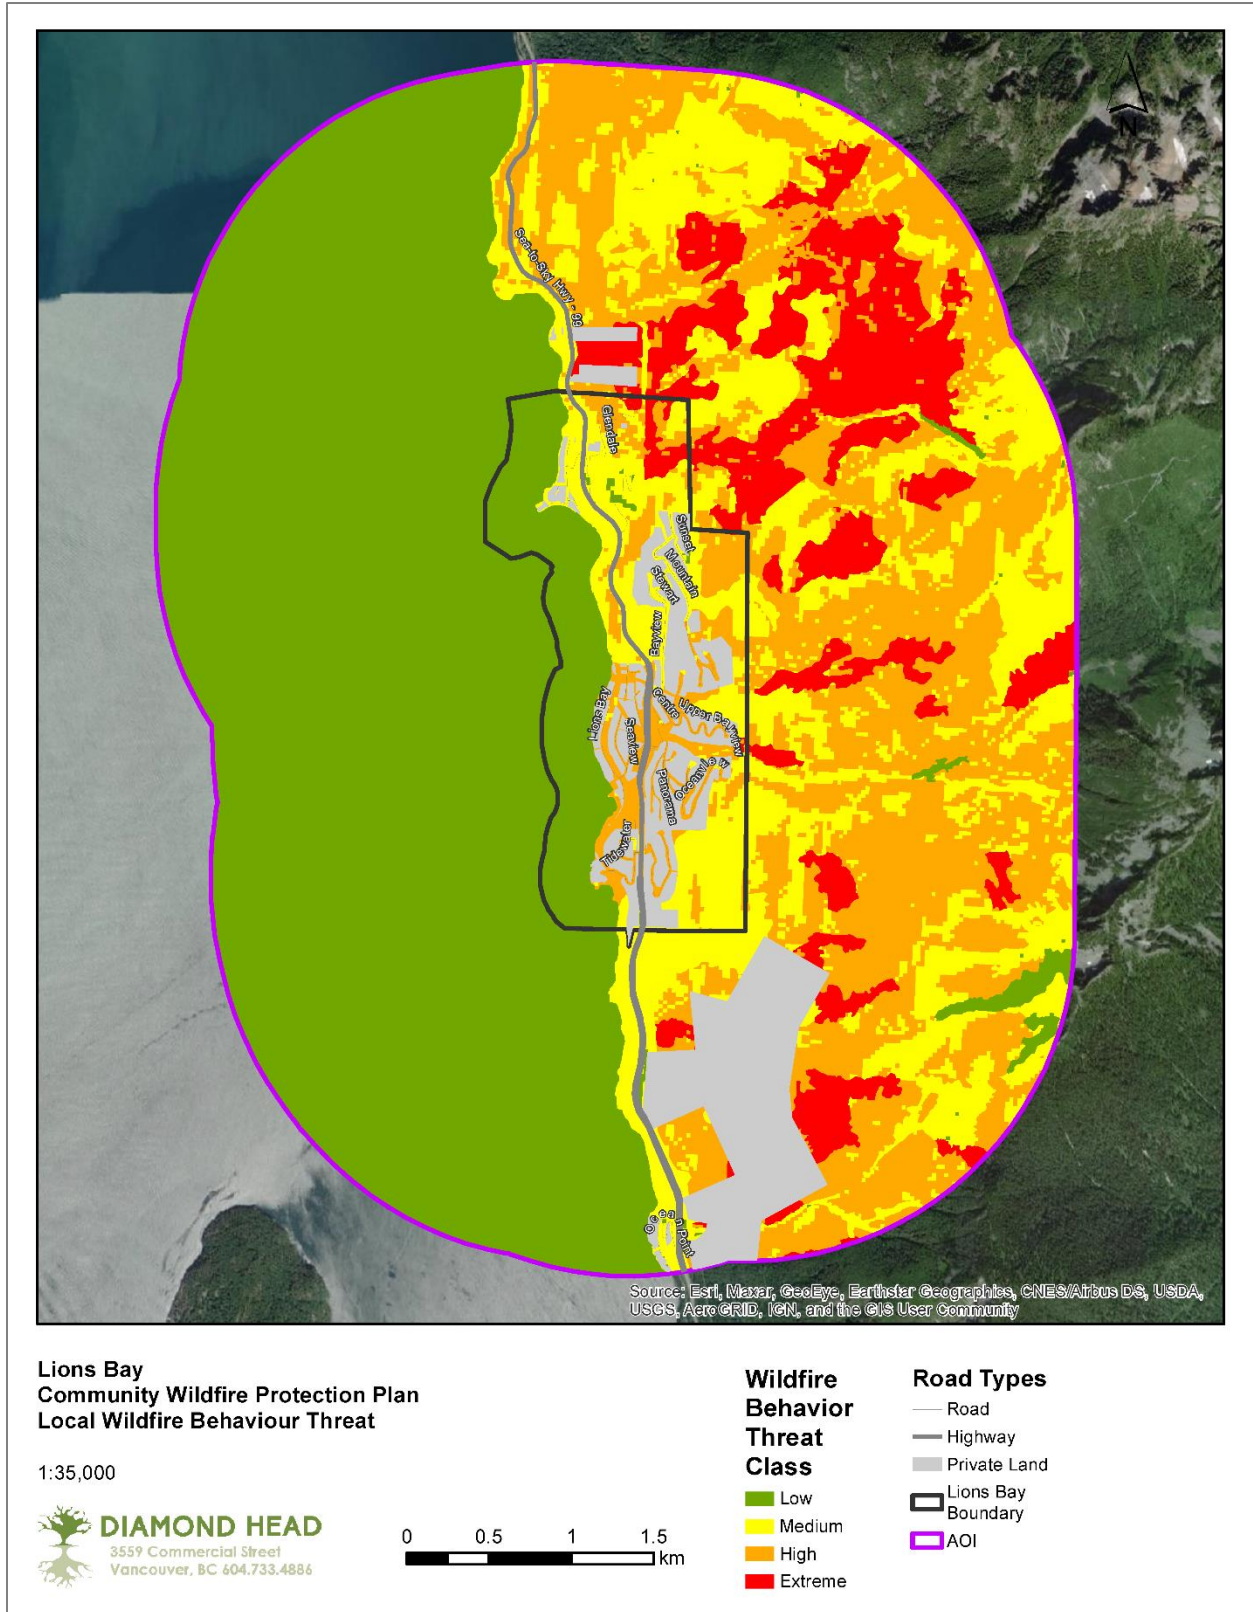 N
Sea-to-Sky Hwy - 99
Glendale
Sunset
Mountain
Stewart
Bayview
Centre
Upper Bayview
Lions Bay
Seaview
Oceanview
Panorama
Tidewater
Ocean Point
Source: Esri, Maxar, GeoEye, Earthstar Geographics, CNES/Airbus DS, USDA,
USGS, AeroGRID, IGN, and the GIS User Community
Lions Bay
Community Wildfire Protection Plan
Local Wildfire Behaviour Threat
1:35,000
DIAMOND HEAD
3559 Commercial Street
Vancouver, BC 604.733.4886
0 0.5 1 1.5
km
Wildfire
Behavior
Threat
Class
Low
Medium
High
Extreme
Road Types
Road
Highway
Private Land
Lions Bay
Boundary
AOI